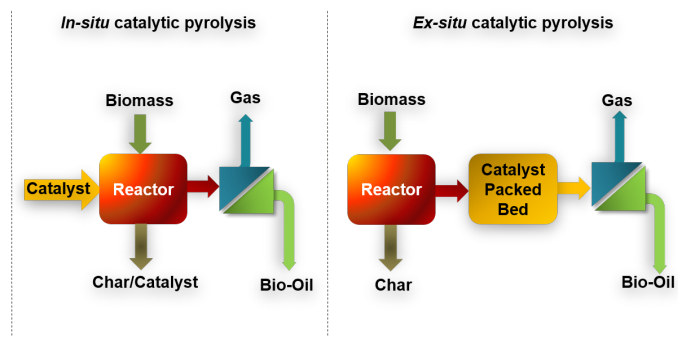 In-situ catalytic pyrolysis
Biomass
Gas
Catalyst
Reactor
Char/Catalyst
Bio-Oil
Ex-situ catalytic pyrolysis
Biomass
Gas
Reactor
Catalyst
Packed
Bed
Char
Bio-Oil